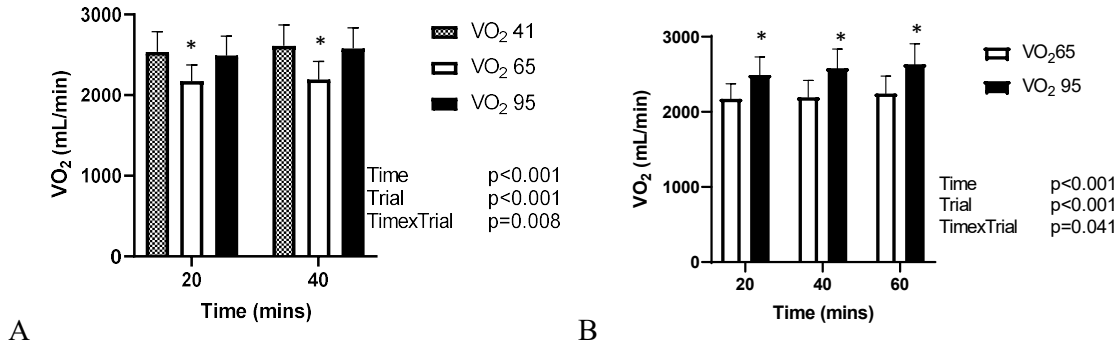 3000
2000
1000
0
VO₂ (mL/min)
*
*
20
40
Time (mins)
VO₂ 41
VO₂ 65
VO₂ 95
Time p<0.001
Trial p<0.001
TimexTrial p=0.008
A
3000
2000
1000
0
VO₂ (mL/min)
*
*
*
20
40
60
Time (mins)
VO₂65
VO₂ 95
Time p<0.001
Trial p<0.001
TimexTrial p=0.041
B